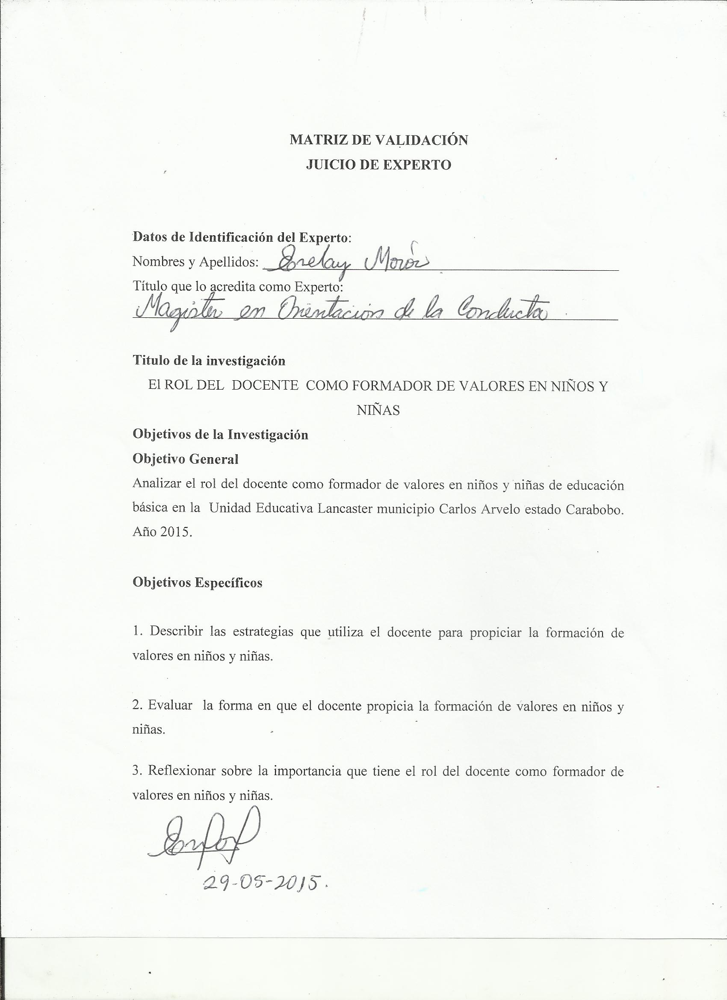 MATRIZ DE VALIDACIÓN
JUICIO DE EXPERTO
Datos de Identificación del Experto:
Nombres y Apellidos: Morón
Título que lo acredita como Experto:
Magister en Orientación de la Conducta.
Titulo de la investigación
El ROL DEL DOCENTE COMO FORMADOR DE VALORES EN NIÑOS Y
NIÑAS
Objetivos de la Investigación
Objetivo General
Analizar el rol del docente como formador de valores en niños y niñas de educación
básica en la Unidad Educativa Lancaster municipio Carlos Arvelo estado Carabobo.
Año 2015.
Objetivos Específicos
1. Describir las estrategias que utiliza el docente para propiciar la formación de
valores en niños y niñas.
2. Evaluar la forma en que el docente propicia la formación de valores en niños y
niñas.
3. Reflexionar sobre la importancia que tiene el rol del docente como formador de
valores en niños y niñas.
29-05-2015.